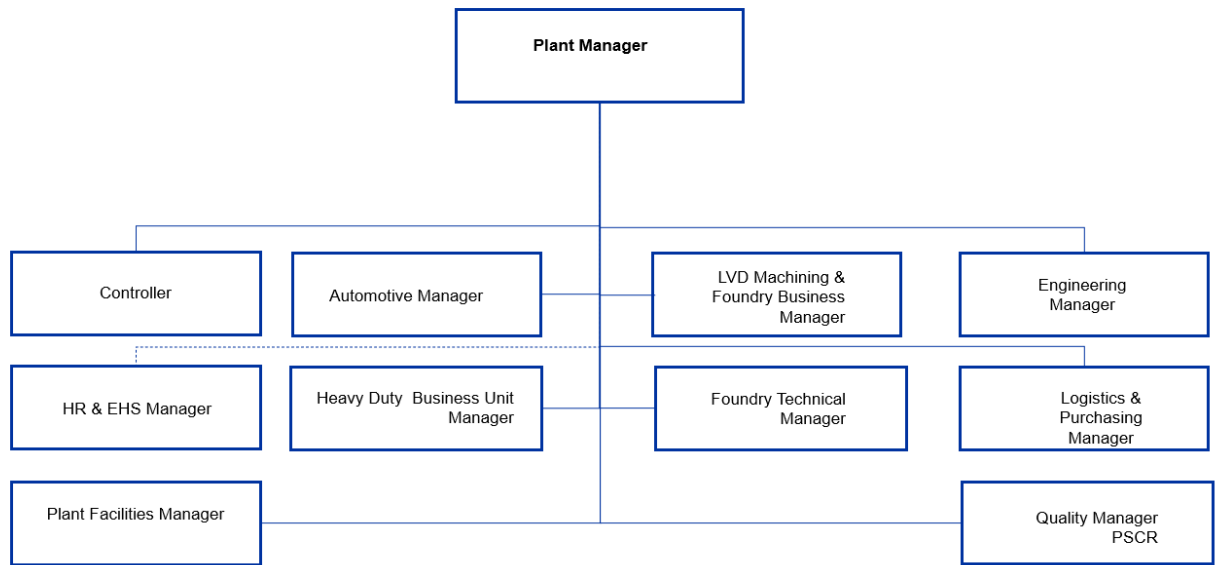 Plant Manager
Controller
Automotive Manager
LVD Machining &
Foundry Business
Manager
Engineering
Manager
HR & EHS Manager
Heavy Duty  Business Unit
Manager
Foundry Technical
Manager
Logistics &
Purchasing
Manager
Plant Facilities Manager
Quality Manager
PSCR